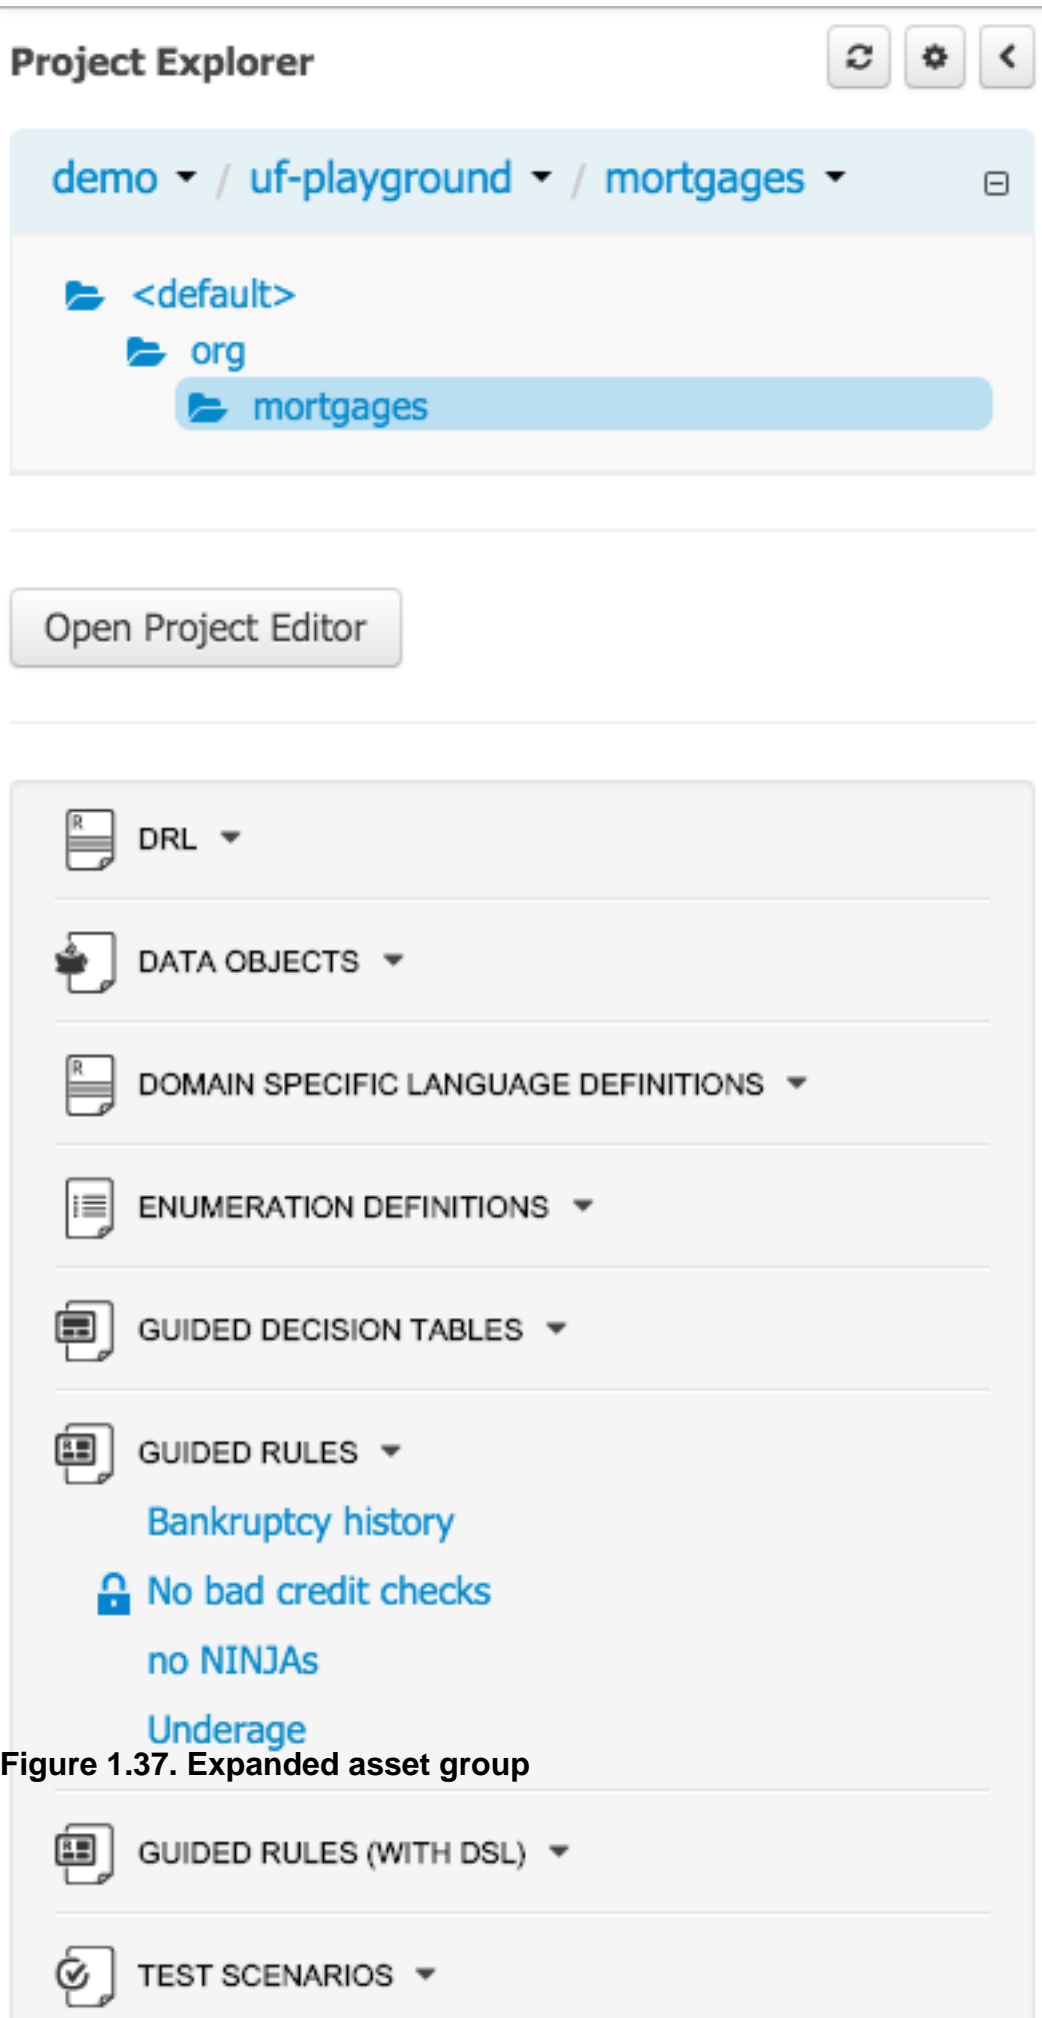 Project Explorer
demo / uf-playground / mortgages
<default>
org
mortgages
Open Project Editor
DRL
DATA OBJECTS
DOMAIN SPECIFIC LANGUAGE DEFINITIONS
ENUMERATION DEFINITIONS
GUIDED DECISION TABLES
GUIDED RULES
Bankruptcy history
No bad credit checks
no NINJAs
Underage
Figure 1.37. Expanded asset group
GUIDED RULES (WITH DSL)
TEST SCENARIOS